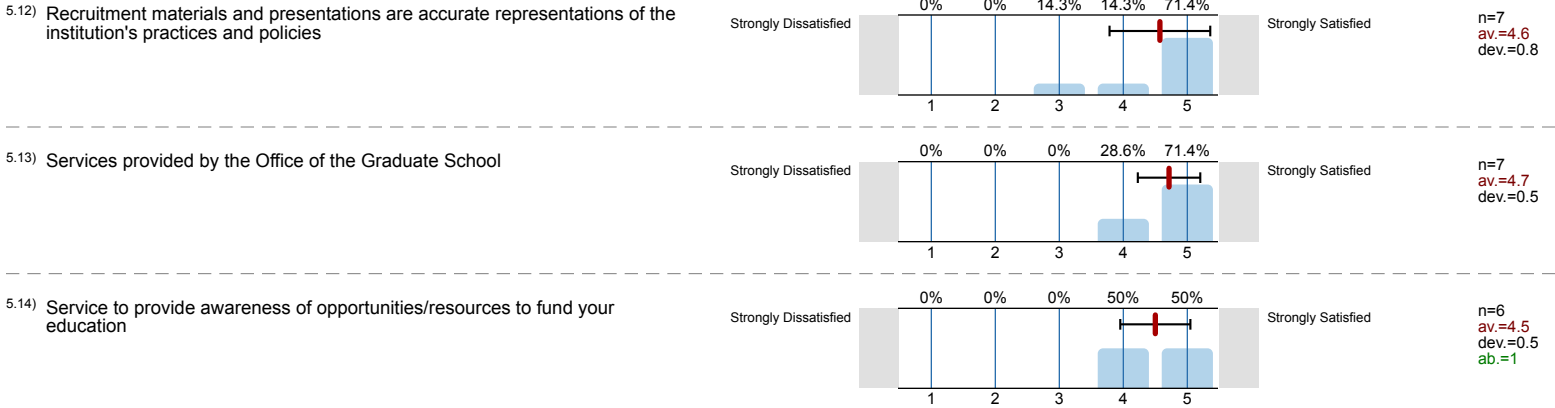 5.12) Recruitment materials and presentations are accurate representations of the
institution's practices and policies
0% 0% 14.3% 14.3% 71.4%
Strongly Dissatisfied
Strongly Satisfied
n=7
av.=4.6
dev.=0.8
1 2 3 4 5
5.13) Services provided by the Office of the Graduate School
0% 0% 0% 28.6% 71.4%
Strongly Dissatisfied
Strongly Satisfied
n=7
av.=4.7
dev.=0.5
1 2 3 4 5
5.14) Service to provide awareness of opportunities/resources to fund your
education
0% 0% 0% 50% 50%
Strongly Dissatisfied
Strongly Satisfied
n=6
av.=4.5
dev.=0.5
ab.=1
1 2 3 4 5